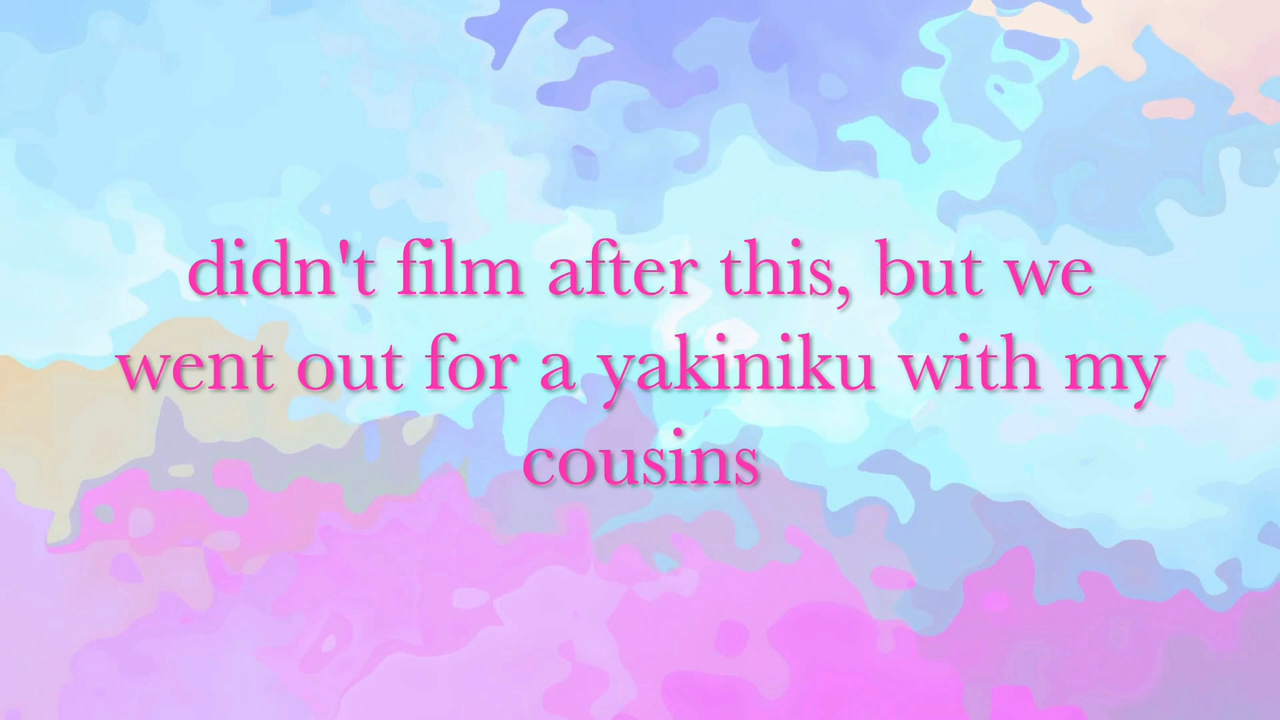 didn't film after this, but we
went out for a yakiniku with my
cousins